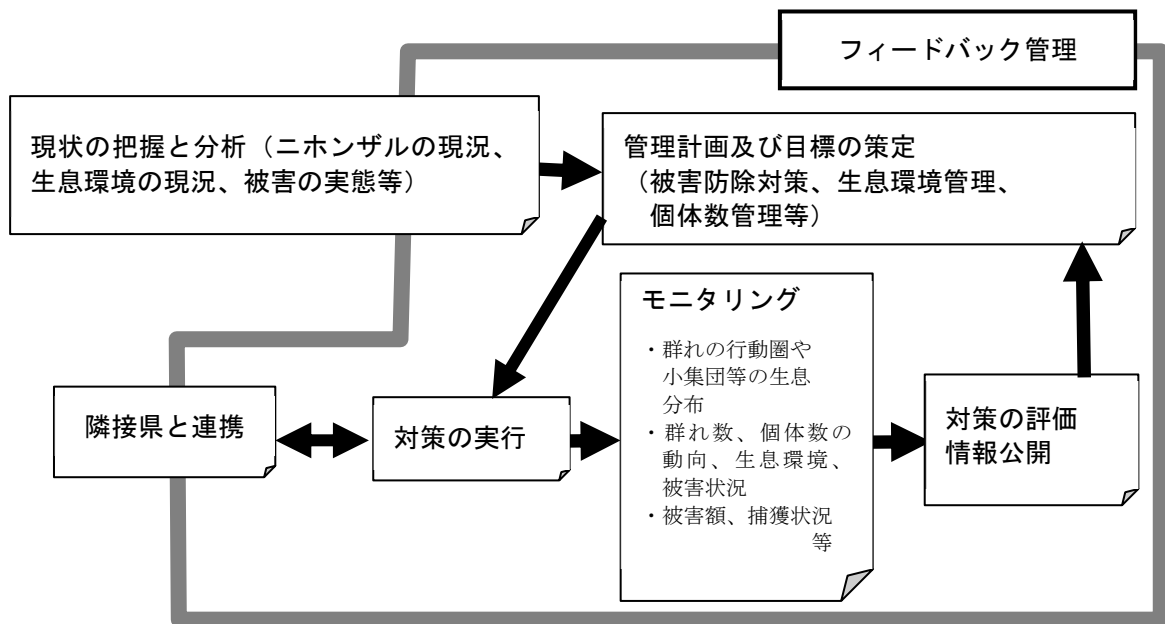 フィードバック管理
現状の把握と分析（ニホンザルの現況、
生息環境の現況、被害の実態等）
管理計画及び目標の策定
（被害防除対策、生息環境管理、
個体数管理等）
隣接県と連携
対策の実行
モニタリング
・群れの行動圏や
小集団等の生息
分布
・群れ数、個体数の
動向、生息環境、
被害状況
・被害額、捕獲状況
等
対策の評価
情報公開